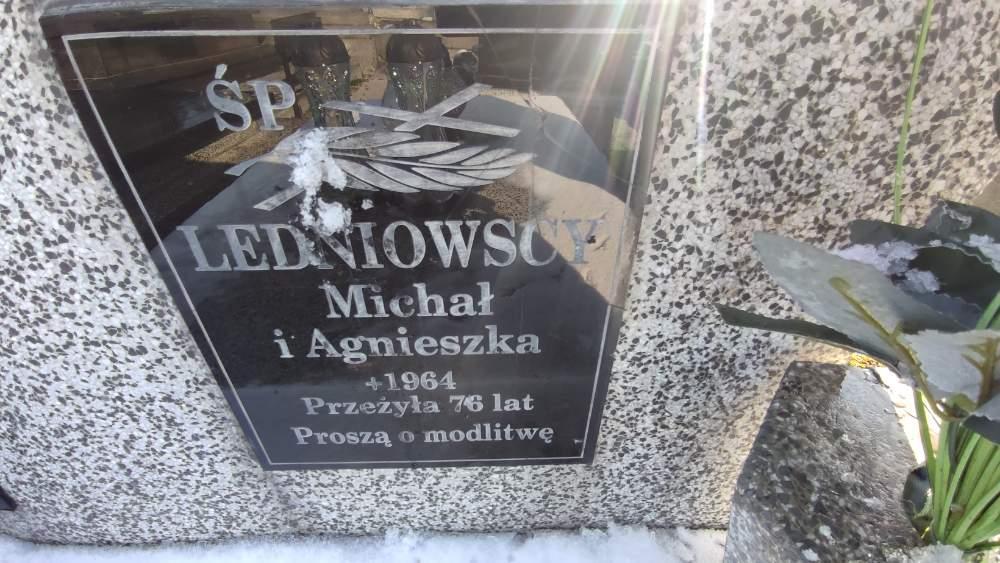 ŚP
LEDNIOWSCY
Michał
i Agnieszka
+1964
Przeżyła 76 lat
Proszą o modlitwę